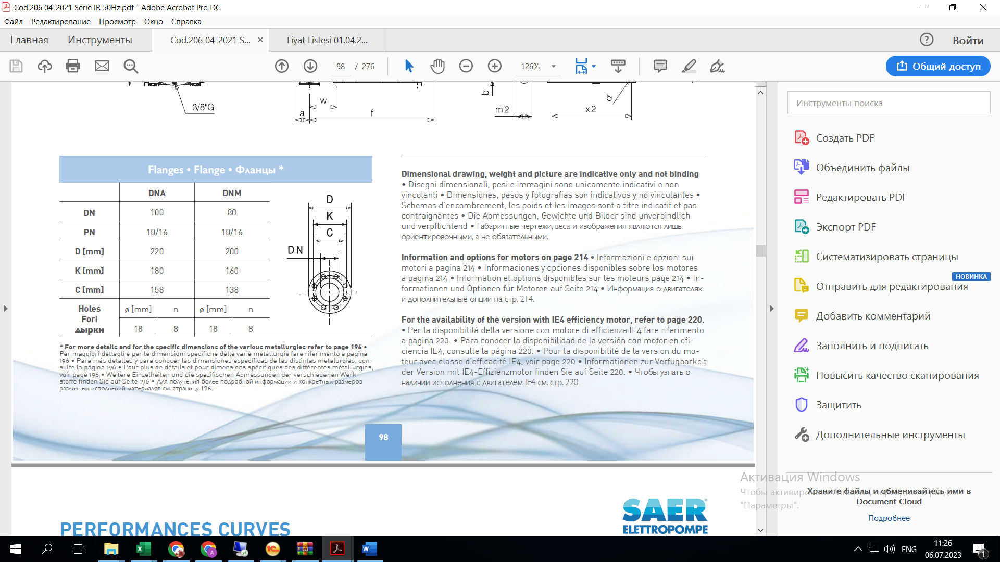 Cod.206 04-2021 Serie IR 50Hz.pdf - Adobe Acrobat Pro DC
Файл Редактирование Просмотр Окно Справка
Главная Инструменты Cod.206 04-2021 S... Fiyat Listesi 01.04.2... Войти
98 / 276 126% Общий доступ
3/8"G
a
w
f
b
m2
x2
d
Flanges • Flange • Фланцы *
DNA DNM
DN 100 80
PN 10/16 10/16
D [mm] 220 200
K [mm] 180 160
C [mm] 158 138
Holes ø [mm] n ø [mm] n
Fori
дырки 18 8 18 8
D
K
C
DN
* For more details and for the specific dimensions of the various metallurgies refer to page 196 •
Per maggiori dettagli e per le dimensioni specifiche delle varie metallurgie fare riferimento a pagina
196 • Para más detalles y para conocer las dimensiones específicas de las distintas metalurgias, con-
sulte la página 196 • Pour plus de détails et pour dimensions spécifiques des différentes métallurgies,
voir page 196 • Weitere Einzelheiten und die spezifischen Abmessungen der verschiedenen Werk-
stoffe finden Sie auf Seite 196 • Для получения более подробной информации и конкретных размеров
различных исполнений материалов см. страницу 196..
Dimensional drawing, weight and picture are indicative only and not binding
• Disegni dimensionali, pesi e immagini sono unicamente indicativi e non
vincolanti • Dimensiones, pesos y fotografias son indicativos y no vinculantes •
Schemas d'encombrement, les poids et les images sont a titre indicatif et pas
contraignantes • Die Abmessungen, Gewichte und Bilder sind unverbindlich
und verpflichtend • Габаритные чертежи, веса и изображения являются лишь
ориентировочными, а не обязательными.
Information and options for motors on page 214 • Informazioni e opzioni sui
motori a pagina 214 • Informaciones y opciones disponibles sobre los motores
a pagina 214 • Information et options disponibles sur les moteurs page 214 • In-
formationen und Optionen für Motoren auf Seite 214 • Информация о двигателях
и дополнительные опции на стр. 214.
For the availability of the version with IE4 efficiency motor, refer to page 220.
• Per la disponibilità della versione con motore di efficienza IE4 fare riferimento
a pagina 220. • Para conocer la disponibilidad de la versión con motor en efi-
ciencia IE4, consulte la página 220. • Pour la disponibilité de la version du mo-
teur avec classe d'efficacité IE4, voir page 220 • Informationen zur Verfügbarkeit
der Version mit IE4-Effizienzmotor finden Sie auf Seite 220. • Чтобы узнать о
наличии исполнения с двигателем IE4 см. стр. 220.
98
PERFORMANCES CURVES
SAER
ELETTROPOMPE
Инструменты поиска
Создать PDF
Объединить файлы
Редактировать PDF
Экспорт PDF
Систематизировать страницы
НОВИНКА
Отправить для редактирования
Добавить комментарий
Заполнить и подписать
Повысить качество сканирования
Защитить
Дополнительные инструменты
Активация Windows
Чтобы активировать Windows, перейдите в раздел
"Параметры".
Храните файлы и обменивайтесь ими в
Document Cloud
Подробнее
ENG
11:26
06.07.2023
1